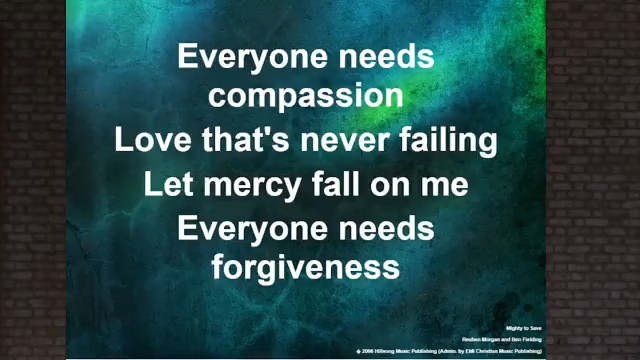 Everyone needs
compassion
Love that's never failing
Let mercy fall on me
Everyone needs
forgiveness
Mighty to Save
Reuben Morgan and Ben Fielding
� 2006 Hillsong Music Publishing (Admin. by EMI Christian Music Publishing)